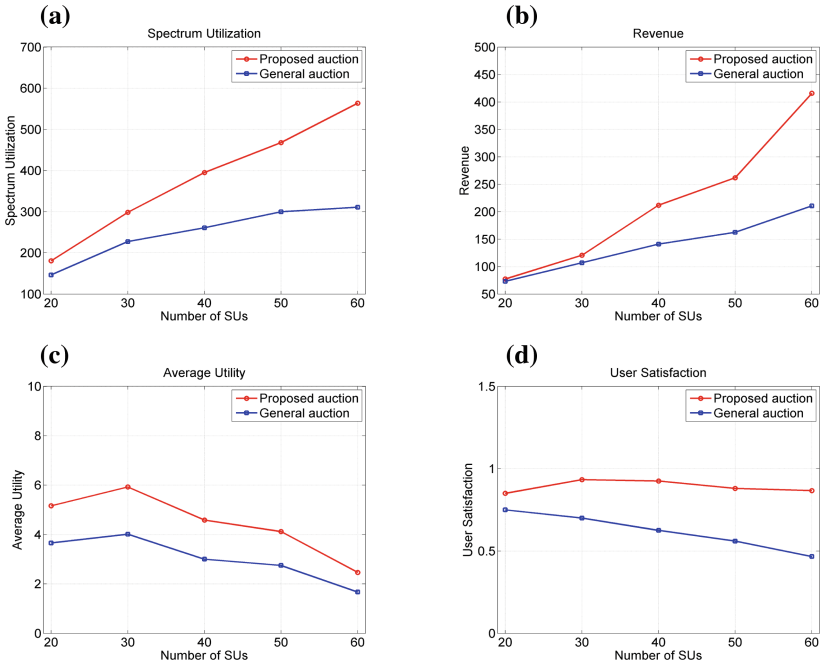 (a)
Spectrum Utilization
Proposed auction
General auction
700
600
500
400
300
200
100
Spectrum Utilization
20 30 40 50 60
Number of SUs
(b)
Revenue
Proposed auction
General auction
500
450
400
350
300
250
200
150
100
50
Revenue
20 30 40 50 60
Number of SUs
(c)
Average Utility
Proposed auction
General auction
10
8
6
4
2
0
Average Utility
20 30 40 50 60
Number of SUs
(d)
User Satisfaction
Proposed auction
General auction
1.5
1
0.5
0
User Satisfaction
20 30 40 50 60
Number of SUs